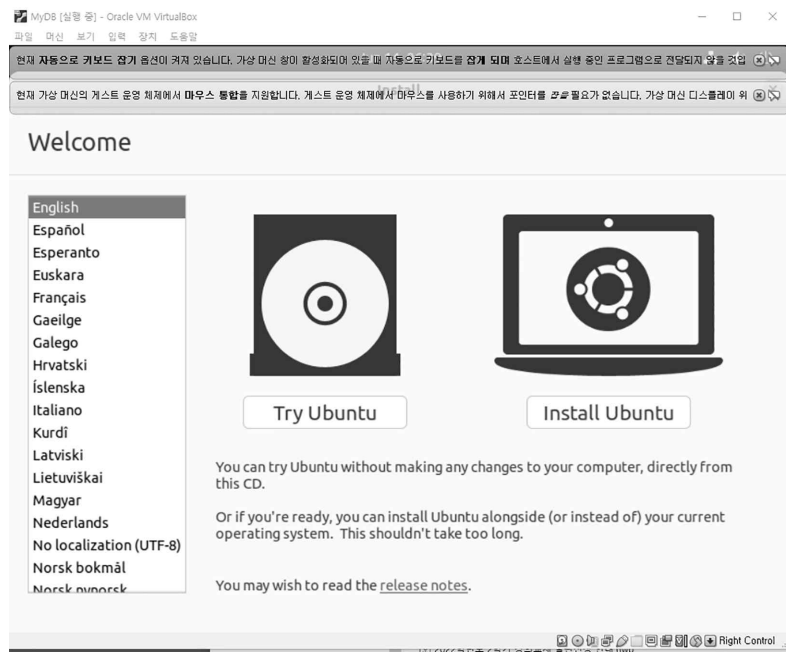 MyDB [실행 중] - Oracle VM VirtualBox
파일 머신 보기 입력 장치 도움말
현재 자동으로 키보드 잡기 옵션이 켜져 있습니다. 가상 머신 창이 활성화되어 있을 때 자동으로 키보드를 잡게 되며 호스트에서 실행 중인 프로그램으로 전달되지 않을 것입
Install
현재 가상 머신의 게스트 운영 체제에서 마우스 통합을 지원합니다. 게스트 운영 체제에서 마우스를 사용하기 위해서 포인터를 잡을 필요가 없습니다. 가상 머신 디스플레이 위
Welcome
English
Español
Esperanto
Euskara
Français
Gaeilge
Galego
Hrvatski
Íslenska
Italiano
Kurdî
Latviski
Lietuviškai
Magyar
Nederlands
No localization (UTF-8)
Norsk bokmål
Norsk nynorsk
Try Ubuntu
Install Ubuntu
You can try Ubuntu without making any changes to your computer, directly from
this CD.
Or if you're ready, you can install Ubuntu alongside (or instead of) your current
operating system. This shouldn't take too long.
You may wish to read the release notes.
Right Control